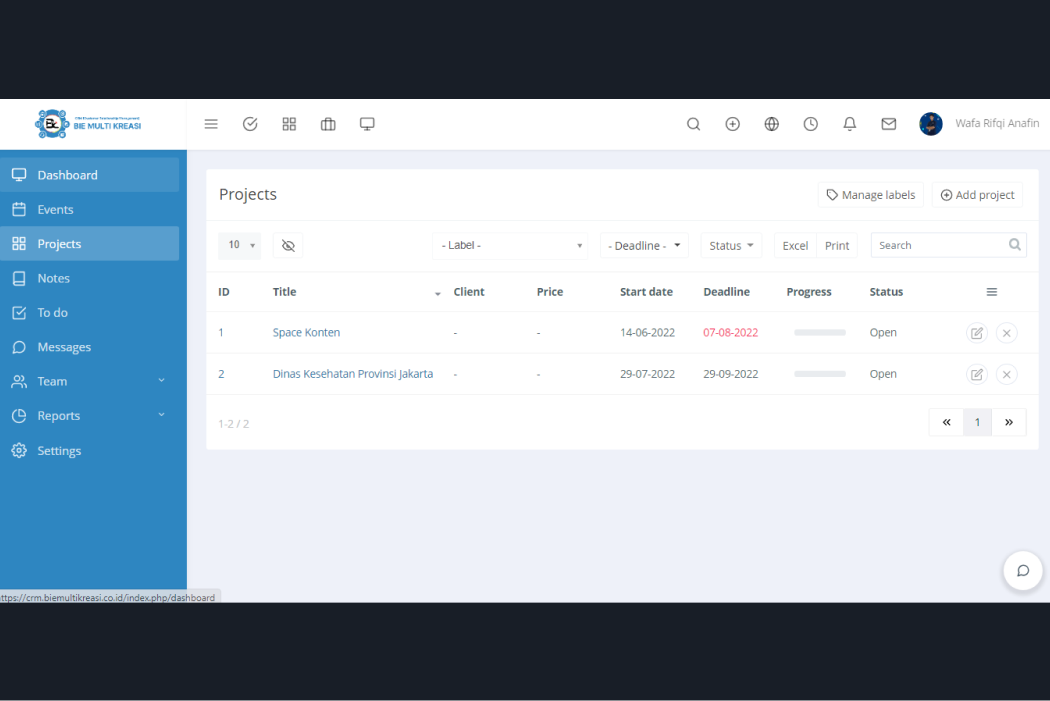 BIE MULTI KREASI
Wafa Rifqi Anafin
Dashboard
Events
Projects
Notes
To do
Messages
Team
Reports
Settings
Projects
Manage labels
Add project
10
- Label -
- Deadline -
Status
Excel
Print
Search
ID Title Client Price Start date Deadline Progress Status
1 Space Konten - - 14-06-2022 07-08-2022 Open
2 Dinas Kesehatan Provinsi Jakarta - - 29-07-2022 29-09-2022 Open
1-2 / 2
« 1 »
ttps://crm.biemultikreasi.co.id/index.php/dashboard